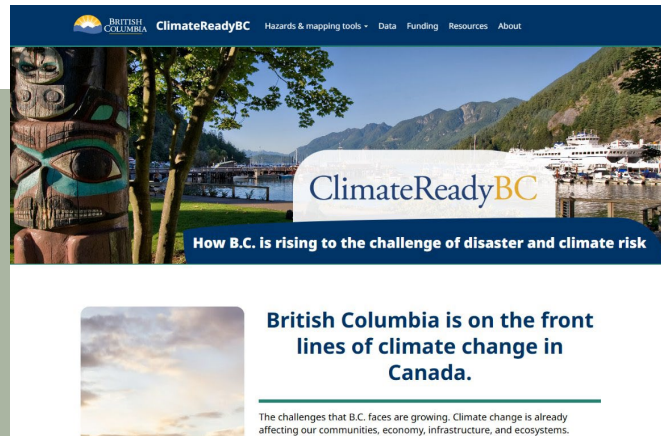 BRITISH
COLUMBIA
ClimateReadyBC Hazards & mapping tools Data Funding Resources About
ClimateReadyBC
How B.C. is rising to the challenge of disaster and climate risk
British Columbia is on the front
lines of climate change in
Canada.
The challenges that B.C. faces are growing. Climate change is already
affecting our communities, economy, infrastructure, and ecosystems.